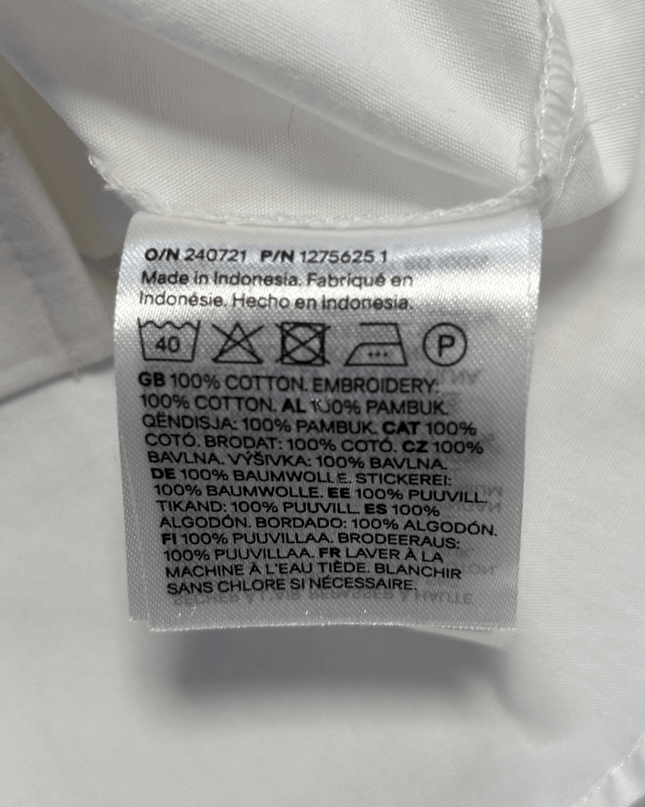 O/N 240721 P/N 1275625 1
Made in Indonesia. Fabriqué en
Indonésie. Hecho en Indonesia.
40 P
GB 100% COTTON. EMBROIDERY:
100% COTTON. AL 100% PAMBUK.
QËNDISJA: 100% PAMBUK. CAT 100%
COTÓ. BRODAT: 100% COTÓ. CZ 100%
BAVLNA. VÝŠIVKA: 100% BAVLNA.
DE 100% BAUMWOLLE. STICKEREI:
100% BAUMWOLLE. EE 100% PUUVILL.
TIKAND: 100% PUUVILL. ES 100%
ALGODÓN. BORDADO: 100% ALGODÓN.
FI 100% PUUVILLAA. BRODEERAUS:
100% PUUVILLAA. FR LAVER À LA
MACHINE À L'EAU TIÈDE. BLANCHIR
SANS CHLORE SI NÉCESSAIRE.